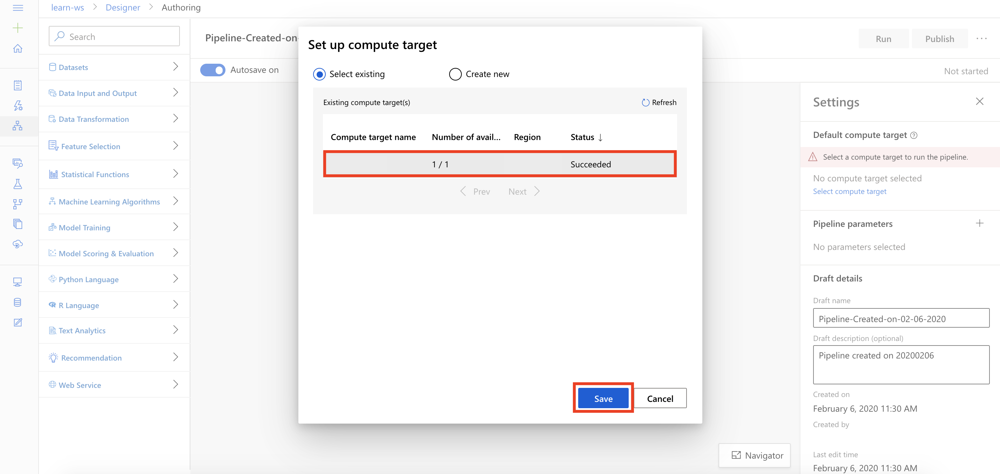 learn-ws > Designer > Authoring
Search
Datasets
Data Input and Output
Data Transformation
Feature Selection
Statistical Functions
Machine Learning Algorithms
Model Training
Model Scoring & Evaluation
Python Language
R Language
Text Analytics
Recommendation
Web Service
Pipeline-Created-on-
Autosave on
Run Publish ...
Not started
Set up compute target
Select existing Create new
Existing compute target(s) Refresh
Compute target name Number of avail... Region Status ↓
1 / 1 Succeeded
< Prev Next >
Save Cancel
Navigator
Settings
Default compute target
Select a compute target to run the pipeline.
No compute target selected
Select compute target
Pipeline parameters
No parameters selected
Draft details
Draft name
Pipeline-Created-on-02-06-2020
Draft description (optional)
Pipeline created on 20200206
Created on
February 6, 2020 11:30 AM
Created by
Last edit time
February 6, 2020 11:30 AM